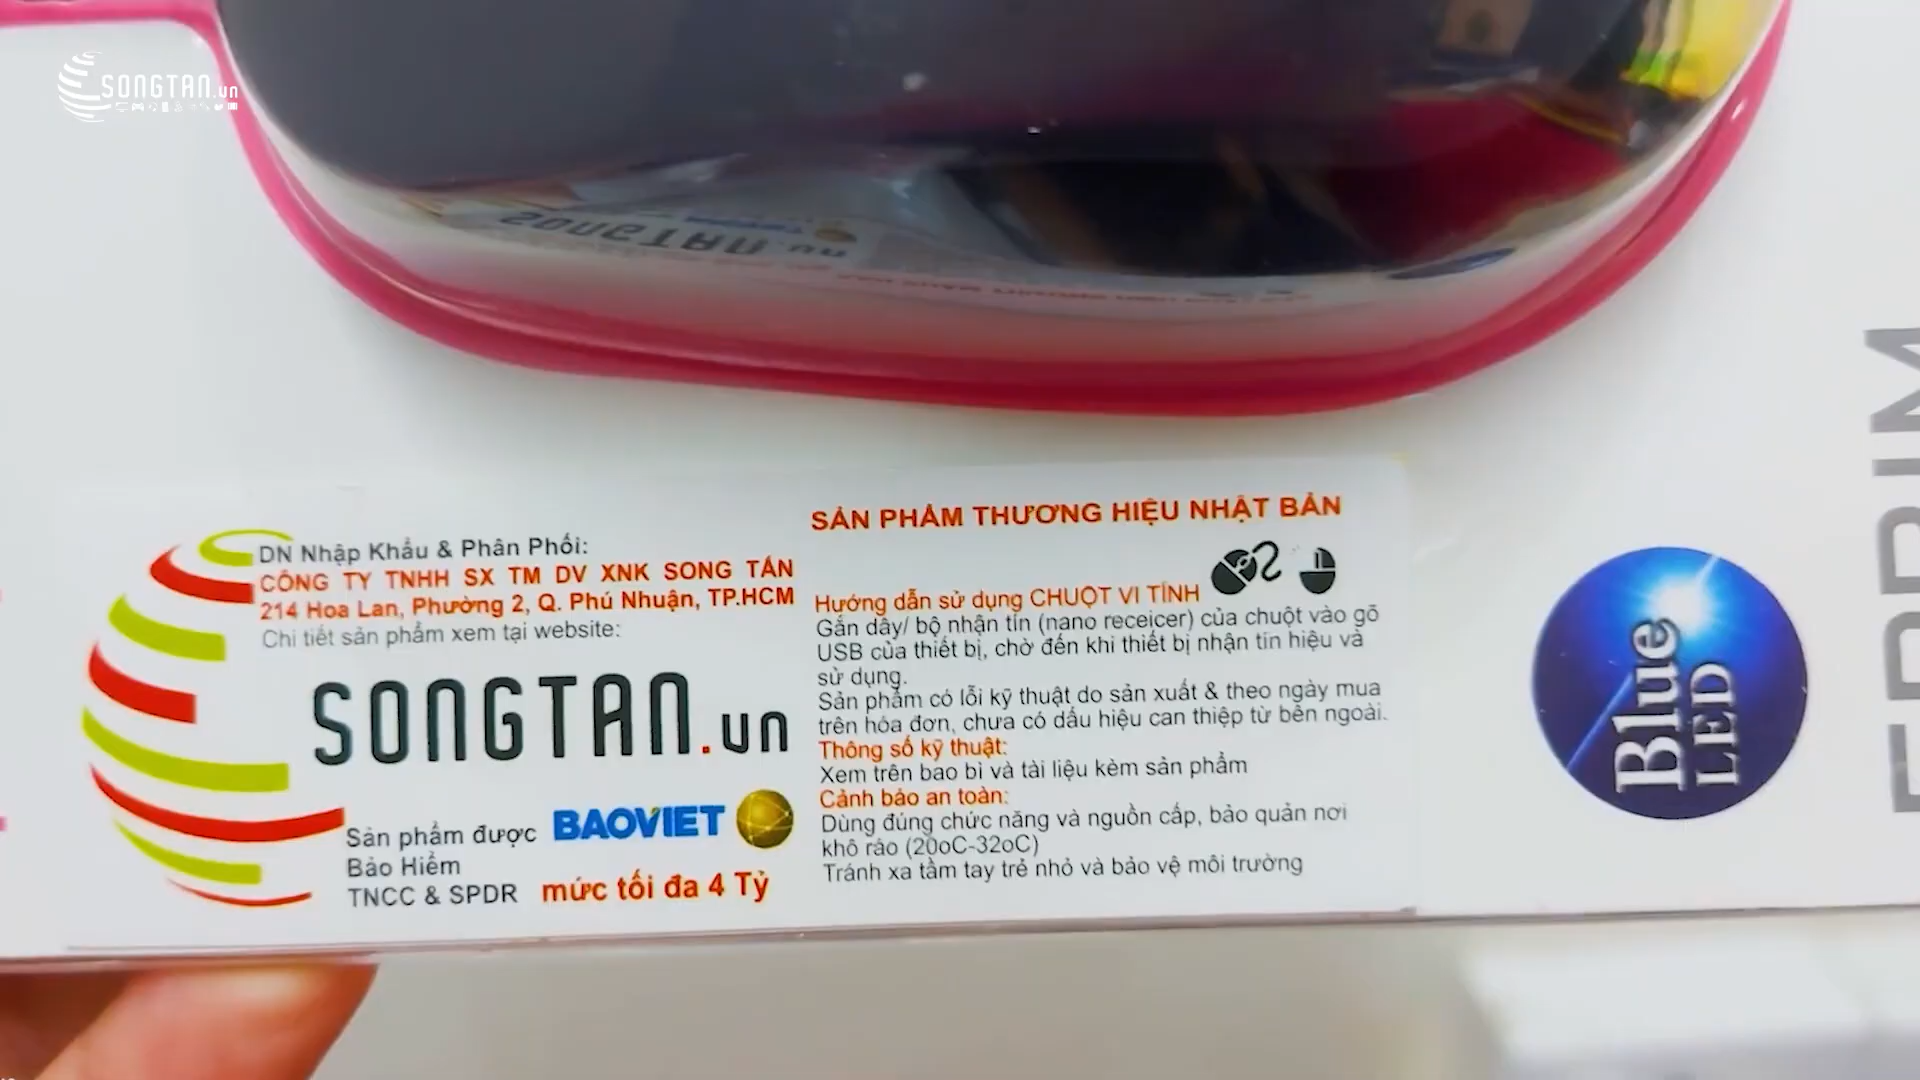 SONGTAN.vn
DN Nhập Khẩu & Phân Phối:
CÔNG TY TNHH SX TM DV XNK SONG TẤN
214 Hoa Lan, Phường 2, Q. Phú Nhuận, TP.HCM
Chi tiết sản phẩm xem tại website:
SONGTAN.vn
Sản phẩm được BAOVIET
Bảo Hiểm
TNCC & SPDR mức tối đa 4 Tỷ
SẢN PHẨM THƯƠNG HIỆU NHẬT BẢN
Hướng dẫn sử dụng CHUỘT VI TÍNH
Gắn dây/ bộ nhận tín (nano receicer) của chuột vào gõ
USB của thiết bị, chờ đến khi thiết bị nhận tin hiệu và
sử dụng.
Sản phẩm có lỗi kỹ thuật do sản xuất & theo ngày mua
trên hóa đơn, chưa có dấu hiệu can thiệp từ bên ngoài.
Thông số kỹ thuật:
Xem trên bao bì và tài liệu kèm sản phẩm
Cảnh báo an toàn:
Dùng đúng chức năng và nguồn cấp, bảo quản nơi
khô ráo (20oC-32oC)
Tránh xa tầm tay trẻ nhỏ và bảo vệ môi trường
Blue
LED